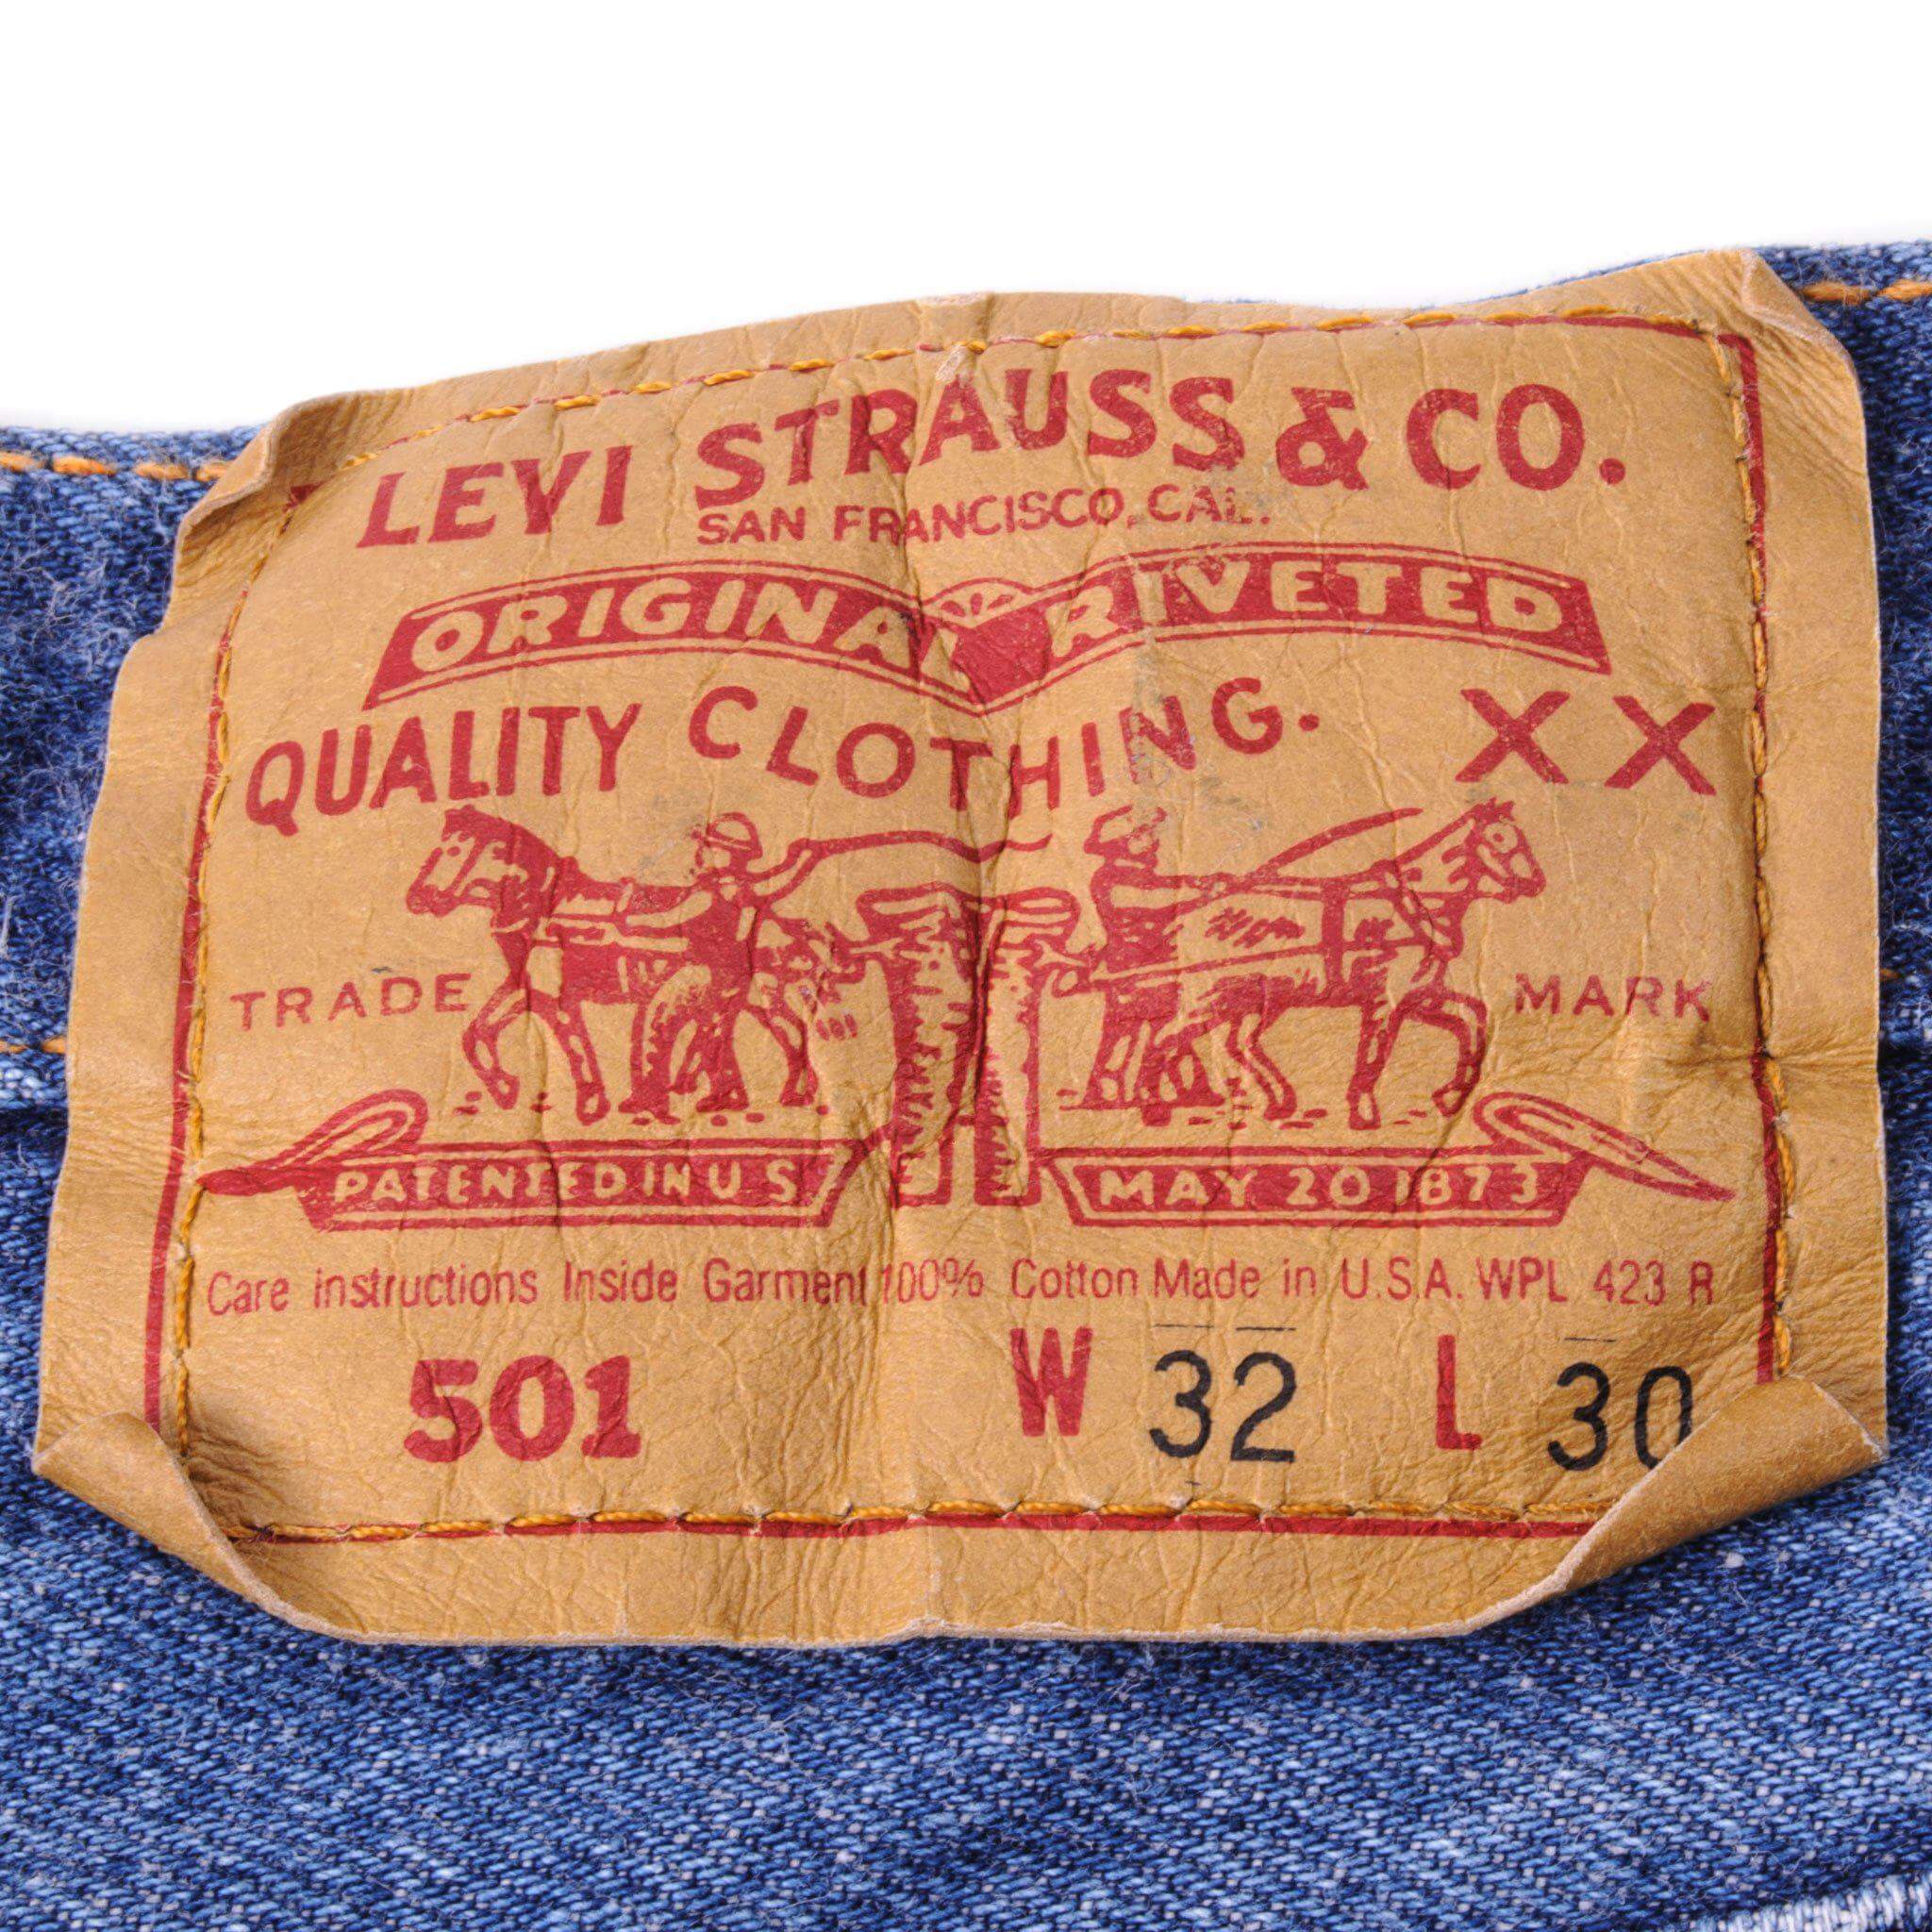 LEVI STRAUSS & CO.
SAN FRANCISCO, CAL.
ORIGINAL RIVETED
QUALITY CLOTHING. XX
TRADE MARK
PATENTED IN U S MAY 20 1873
Care instructions Inside Garment 100% Cotton Made in U.S.A. WPL 423 R
501 W 32 L 30